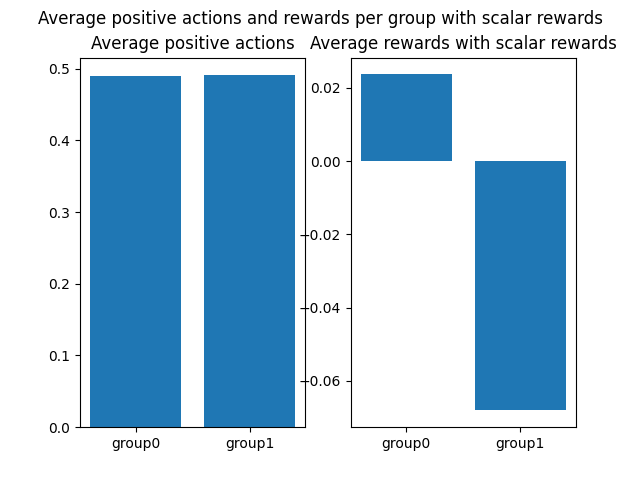 Average positive actions and rewards per group with scalar rewards
Average positive actions
0.5
0.4
0.3
0.2
0.1
0.0
group0
group1
Average rewards with scalar rewards
0.02
0.00
−0.02
−0.04
−0.06
group0
group1